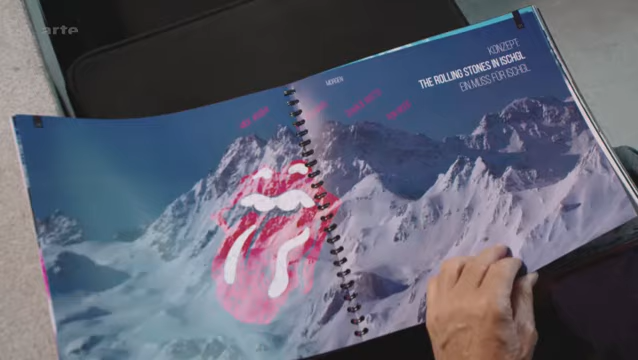 arte
MORGEN
KONZEPT:
THE ROLLING STONES IN ISCHGL
EIN MUSS FÜR ISCHGL